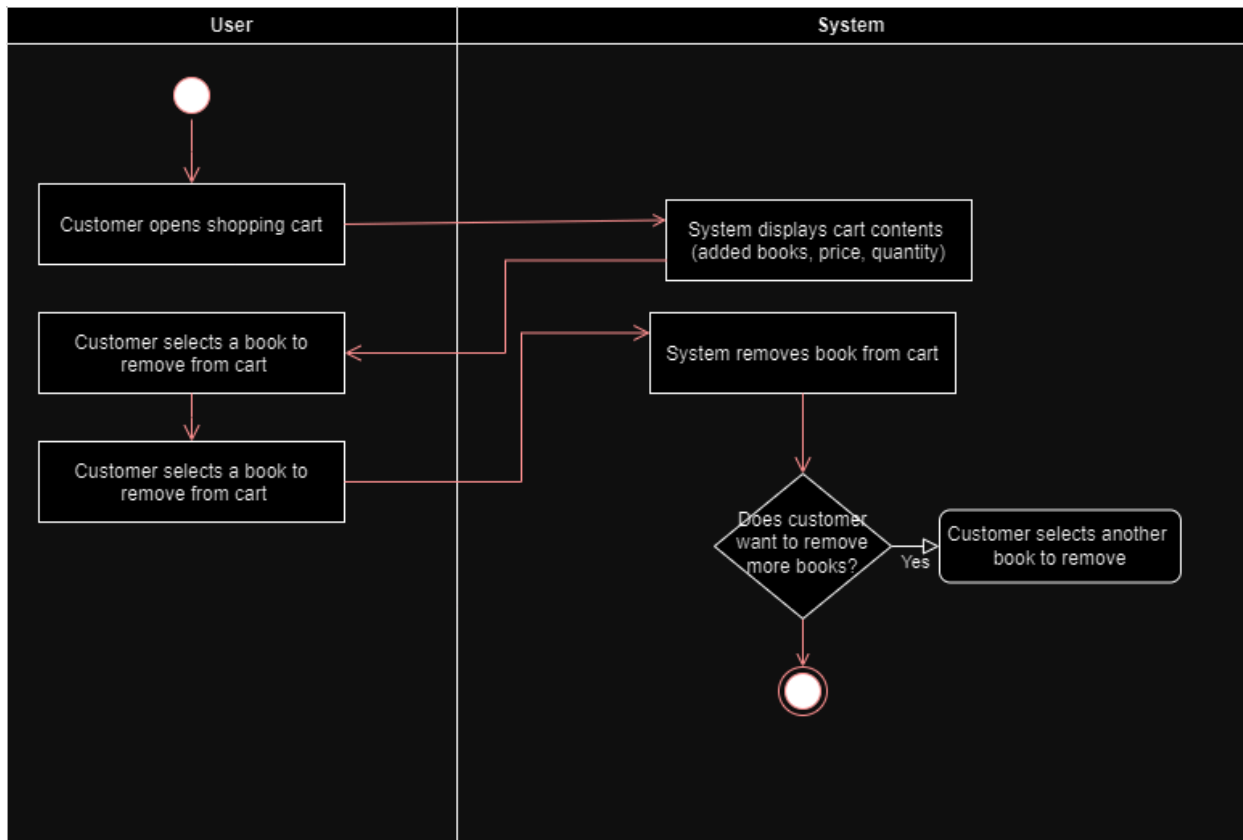 User
System
Customer opens shopping cart
System displays cart contents
(added books, price, quantity)
Customer selects a book to
remove from cart
System removes book from cart
Customer selects a book to
remove from cart
Does customer
want to remove
more books?
Yes
Customer selects another
book to remove